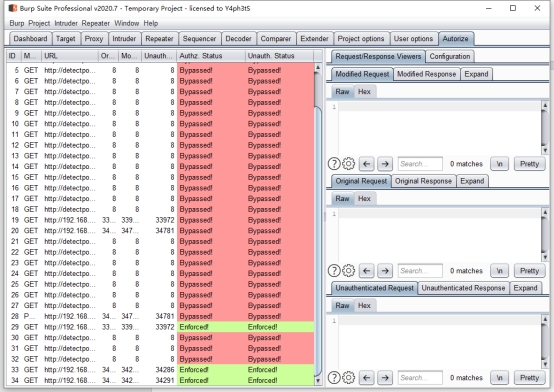 Burp Suite Professional v2020.7 - Temporary Project - licensed to Y4ph3tS
Burp Project Intruder Repeater Window Help
Dashboard Target Proxy Intruder Repeater Sequencer Decoder Comparer Extender Project options User options Autorize
ID M... URL Or... Mo... Unauth... Authz. Status Unauth. Status
5 GET http://detectpo... 8 8 8 Bypassed! Bypassed!
6 GET http://detectpo... 8 8 8 Bypassed! Bypassed!
7 GET http://detectpo... 8 8 8 Bypassed! Bypassed!
8 GET http://detectpo... 8 8 8 Bypassed! Bypassed!
9 GET http://detectpo... 8 8 8 Bypassed! Bypassed!
10 GET http://detectpo... 8 8 8 Bypassed! Bypassed!
11 GET http://detectpo... 8 8 8 Bypassed! Bypassed!
12 GET http://detectpo... 8 8 8 Bypassed! Bypassed!
13 GET http://detectpo... 8 8 8 Bypassed! Bypassed!
14 GET http://detectpo... 8 8 8 Bypassed! Bypassed!
15 GET http://detectpo... 8 8 8 Bypassed! Bypassed!
16 GET http://detectpo... 8 8 8 Bypassed! Bypassed!
17 GET http://detectpo... 8 8 8 Bypassed! Bypassed!
18 GET http://detectpo... 8 8 8 Bypassed! Bypassed!
19 GET http://192.168.... 33... 339... 33972 Bypassed! Bypassed!
20 GET http://192.168.... 34... 347... 34781 Bypassed! Bypassed!
21 GET http://detectpo... 8 8 8 Bypassed! Bypassed!
22 GET http://detectpo... 8 8 8 Bypassed! Bypassed!
23 GET http://detectpo... 8 8 8 Bypassed! Bypassed!
24 GET http://detectpo... 8 8 8 Bypassed! Bypassed!
25 GET http://detectpo... 8 8 8 Bypassed! Bypassed!
26 GET http://detectpo... 8 8 8 Bypassed! Bypassed!
27 GET http://detectpo... 8 8 8 Bypassed! Bypassed!
28 P... http://192.168.... 34... 347... 34781 Bypassed! Bypassed!
29 GET http://192.168.... 33... 339... 33972 Enforced! Enforced!
30 GET http://detectpo... 8 8 8 Bypassed! Bypassed!
31 GET http://detectpo... 8 8 8 Bypassed! Bypassed!
32 GET http://detectpo... 8 8 8 Bypassed! Bypassed!
33 GET http://192.168.... 34... 342... 34286 Enforced! Enforced!
34 GET http://192.168.... 34... 342... 34291 Enforced! Enforced!
Request/Response Viewers Configuration
Modified Request Modified Response Expand
Raw Hex
1
Search... 0 matches \n Pretty
Original Request Original Response Expand
Raw Hex
1
Search... 0 matches \n Pretty
Unauthenticated Request Unauthenticated Response Expand
Raw Hex
1
Search... 0 matches \n Pretty